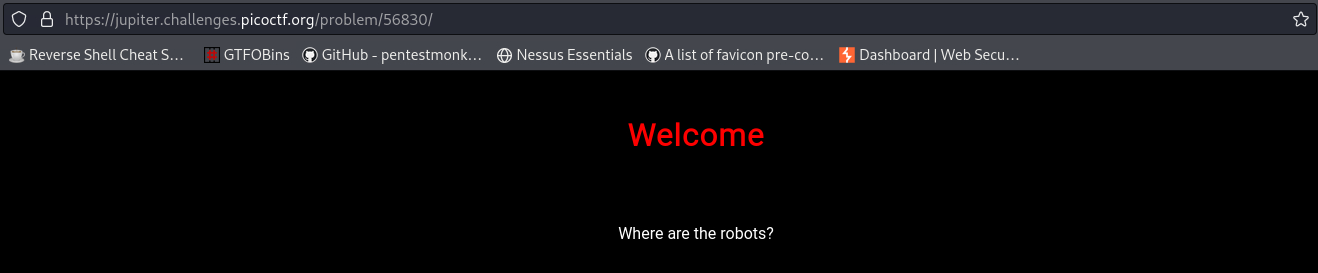 https://jupiter.challenges.picoctf.org/problem/56830/
Reverse Shell Cheat S… GTFOBins GitHub - pentestmonk… Nessus Essentials A list of favicon pre-co… Dashboard | Web Secu…
Welcome
Where are the robots?